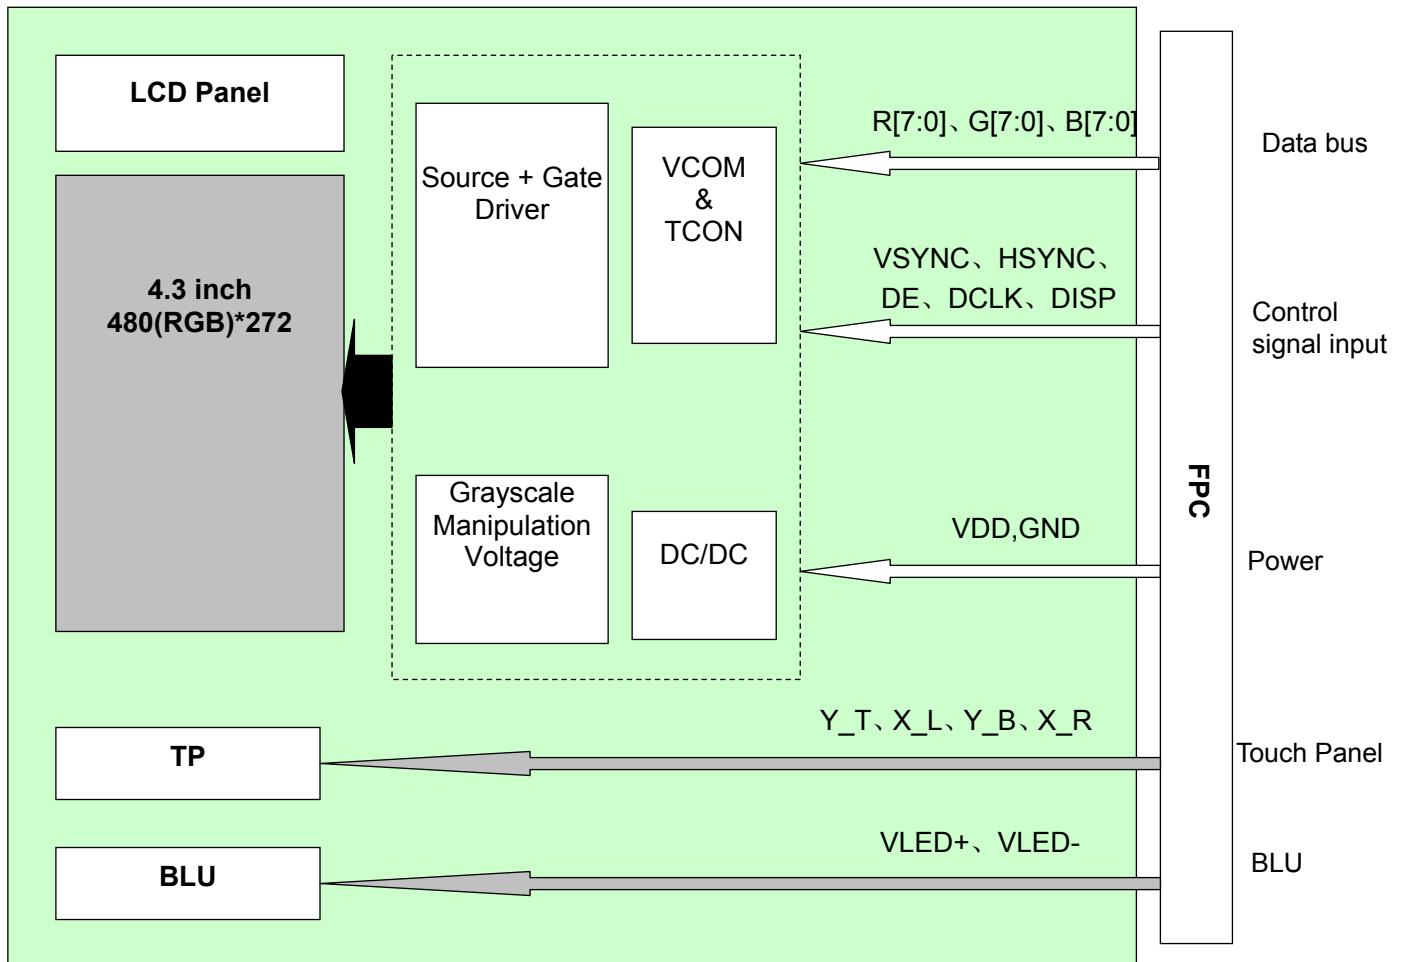 LCD Panel
4.3 inch
480(RGB)*272
Source + Gate
Driver
VCOM
&
TCON
Grayscale
Manipulation
Voltage
DC/DC
R[7:0]、G[7:0]、B[7:0]
Data bus
VSYNC、HSYNC、
DE、DCLK、DISP
Control
signal input
FPC
VDD,GND
Power
TP
Y_T、X_L、Y_B、X_R
Touch Panel
BLU
VLED+、VLED-
BLU